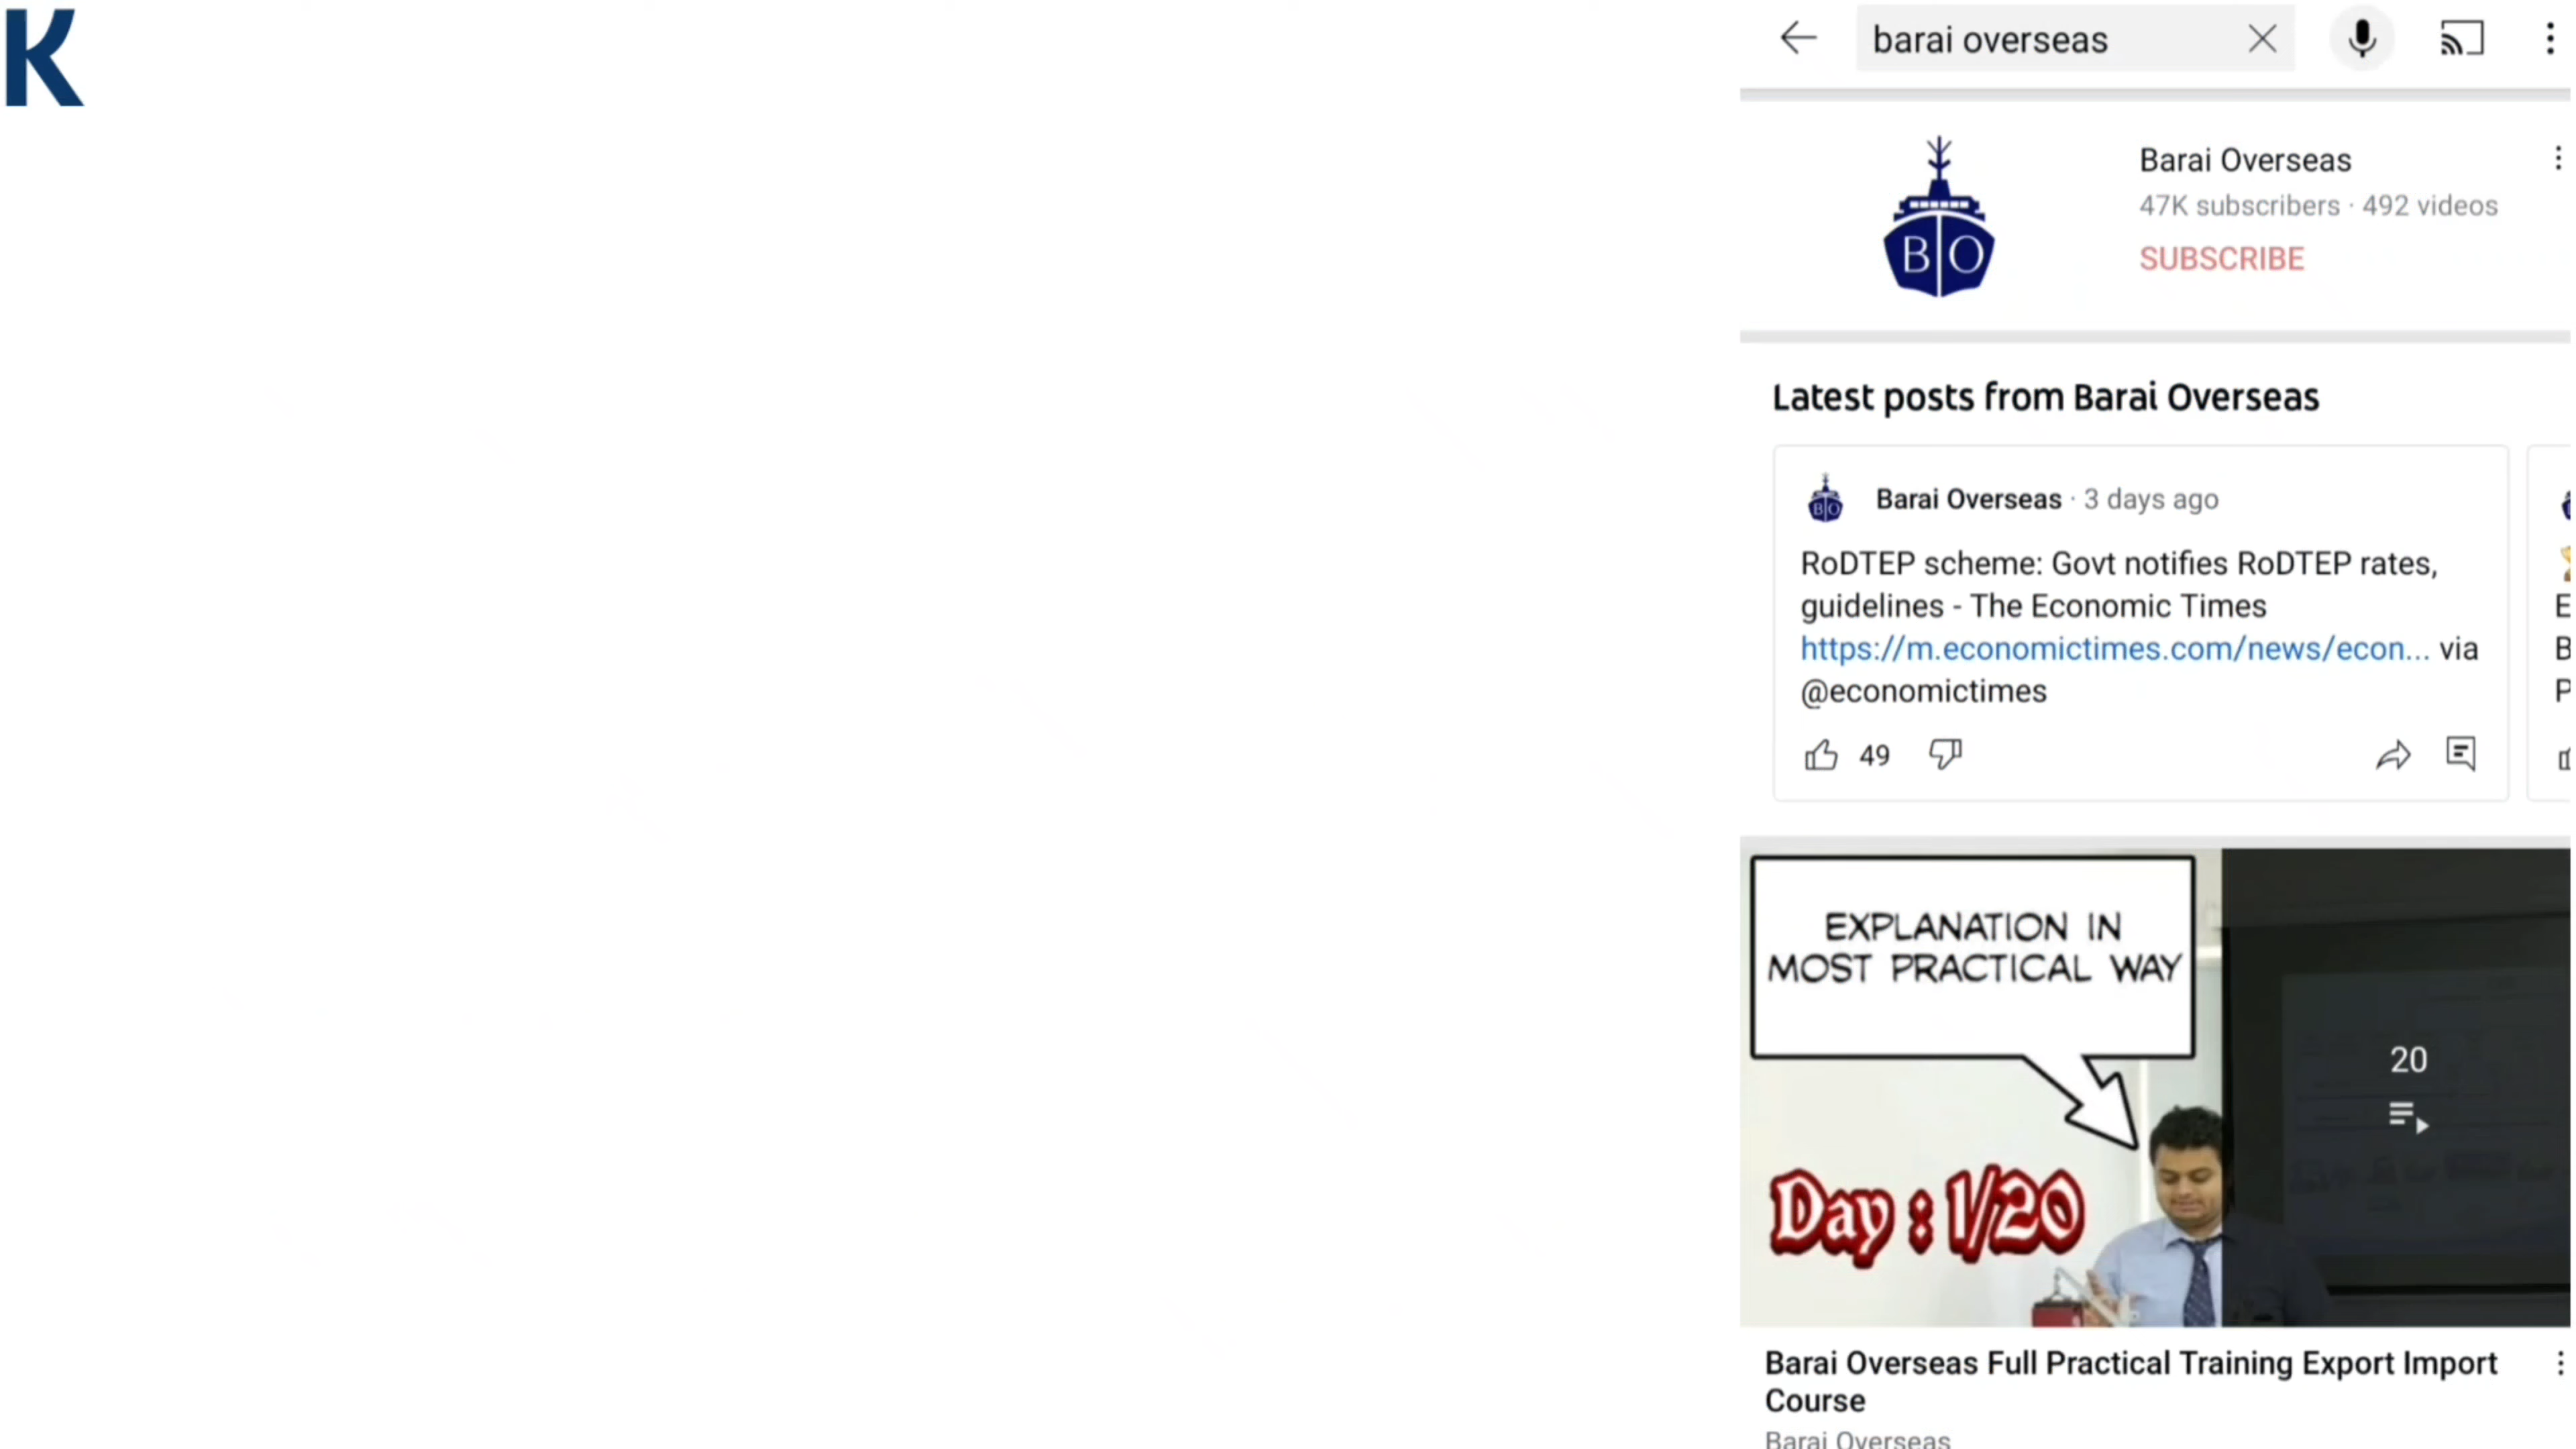 K
barai overseas
Barai Overseas
47K subscribers · 492 videos
SUBSCRIBE
Latest posts from Barai Overseas
B O
BO
Barai Overseas · 3 days ago
RoDTEP scheme: Govt notifies RoDTEP rates,
guidelines - The Economic Times
https://m.economictimes.com/news/econ... via
@economictimes
49
E
B
P
EXPLANATION IN
MOST PRACTICAL WAY
20
Day : 1/20
Barai Overseas Full Practical Training Export Import
Course
Barai Overseas